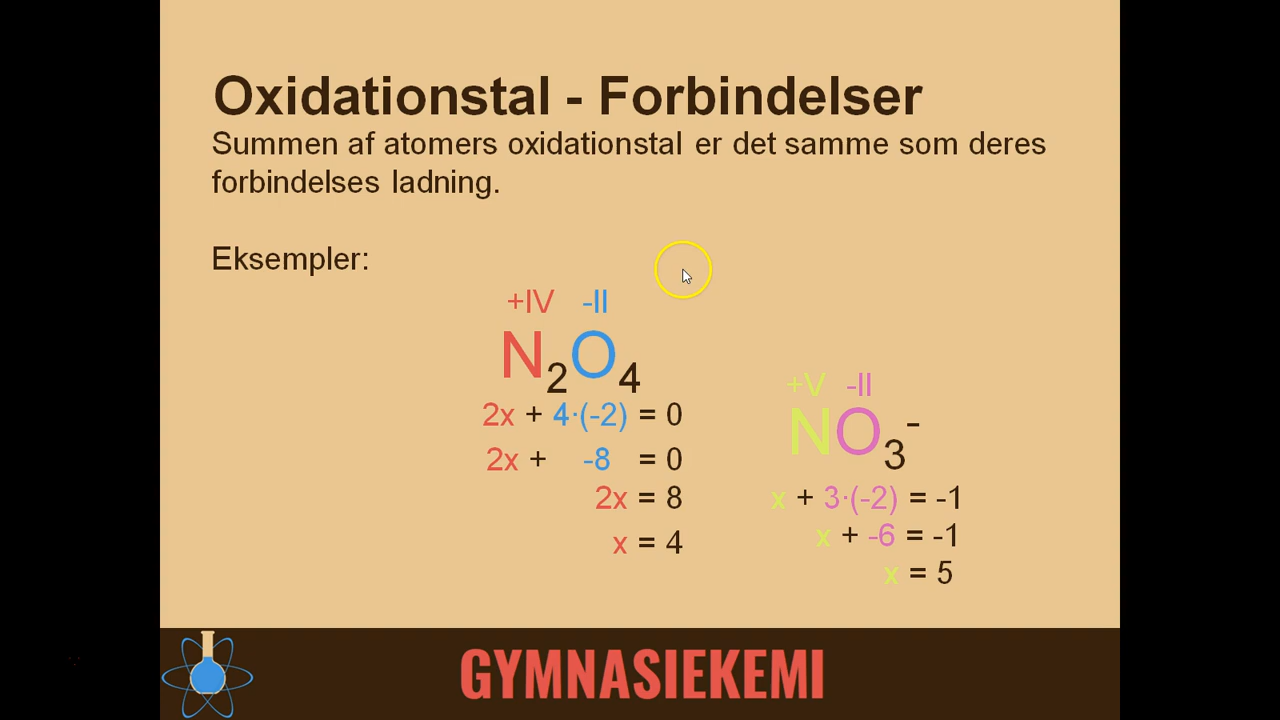 Oxidationstal - Forbindelser
Summen af atomers oxidationstal er det samme som deres
forbindelses ladning.
Eksempler:
+IV -II
N₂O₄
2x + 4·(-2) = 0
2x + -8 = 0
2x = 8
x = 4
+V -II
NO₃⁻
x + 3·(-2) = -1
x + -6 = -1
x = 5
GYMNASIEKEMI